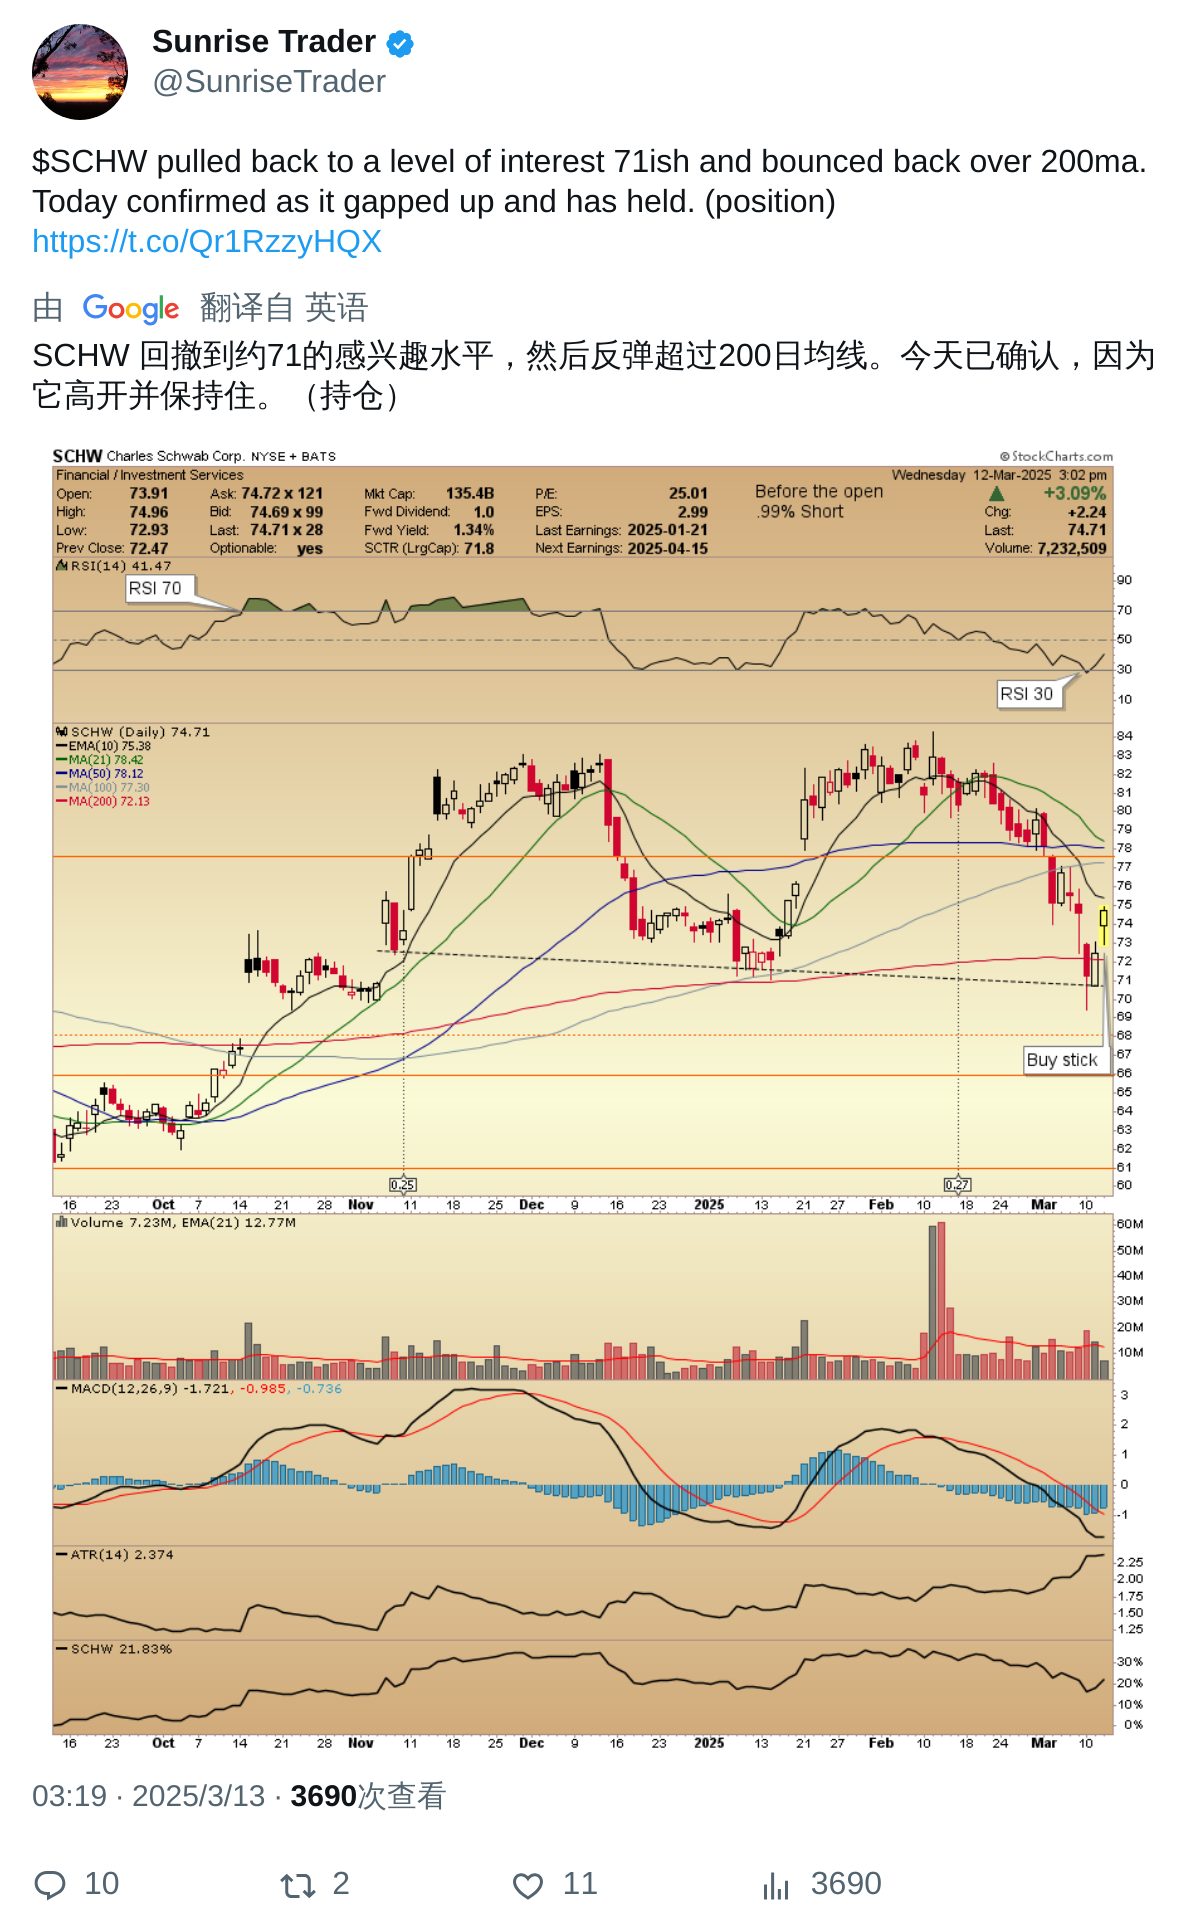 Sunrise Trader
@SunriseTrader
$SCHW pulled back to a level of interest 71ish and bounced back over 200ma.
Today confirmed as it gapped up and has held. (position)
https://t.co/Qr1RzzyHQX
由 Google 翻译自 英语
SCHW 回撤到约71的感兴趣水平，然后反弹超过200日均线。今天已确认，因为
它高开并保持住。（持仓）
SCHW Charles Schwab Corp. NYSE + BATS © StockCharts.com
Financial / Investment Services Wednesday 12-Mar-2025 3:02 pm
Open: 73.91 Ask: 74.72 x 121 Mkt Cap: 135.4B P/E: 25.01 Before the open ▲ +3.09%
High: 74.96 Bid: 74.69 x 99 Fwd Dividend: 1.0 EPS: 2.99 .99% Short Chg: +2.24
Low: 72.93 Last: 74.71 x 28 Fwd Yield: 1.34% Last Earnings: 2025-01-21 Last: 74.71
Prev Close: 72.47 Optionable: yes SCTR (LrgCap): 71.8 Next Earnings: 2025-04-15 Volume: 7,232,509
RSI(14) 41.47
RSI 70
90
70
50
30
10
RSI 30
SCHW (Daily) 74.71
EMA(10) 75.38
MA(21) 78.42
MA(50) 78.12
MA(100) 77.30
MA(200) 72.13
84
83
82
81
80
79
78
77
76
75
74
73
72
71
70
69
68
67
66
65
64
63
62
61
60
Buy stick
0.25 0.27
16 23 Oct 7 14 21 28 Nov 11 18 25 Dec 9 16 23 2025 13 21 27 Feb 10 18 24 Mar 10
Volume 7.23M, EMA(21) 12.77M
60M
50M
40M
30M
20M
10M
MACD(12,26,9) -1.721, -0.985, -0.736
3
2
1
0
-1
ATR(14) 2.374
2.25
2.00
1.75
1.50
1.25
SCHW 21.83%
30%
20%
10%
0%
16 23 Oct 7 14 21 28 Nov 11 18 25 Dec 9 16 23 2025 13 21 27 Feb 10 18 24 Mar 10
03:19 · 2025/3/13 · 3690次查看
10 2 11 3690